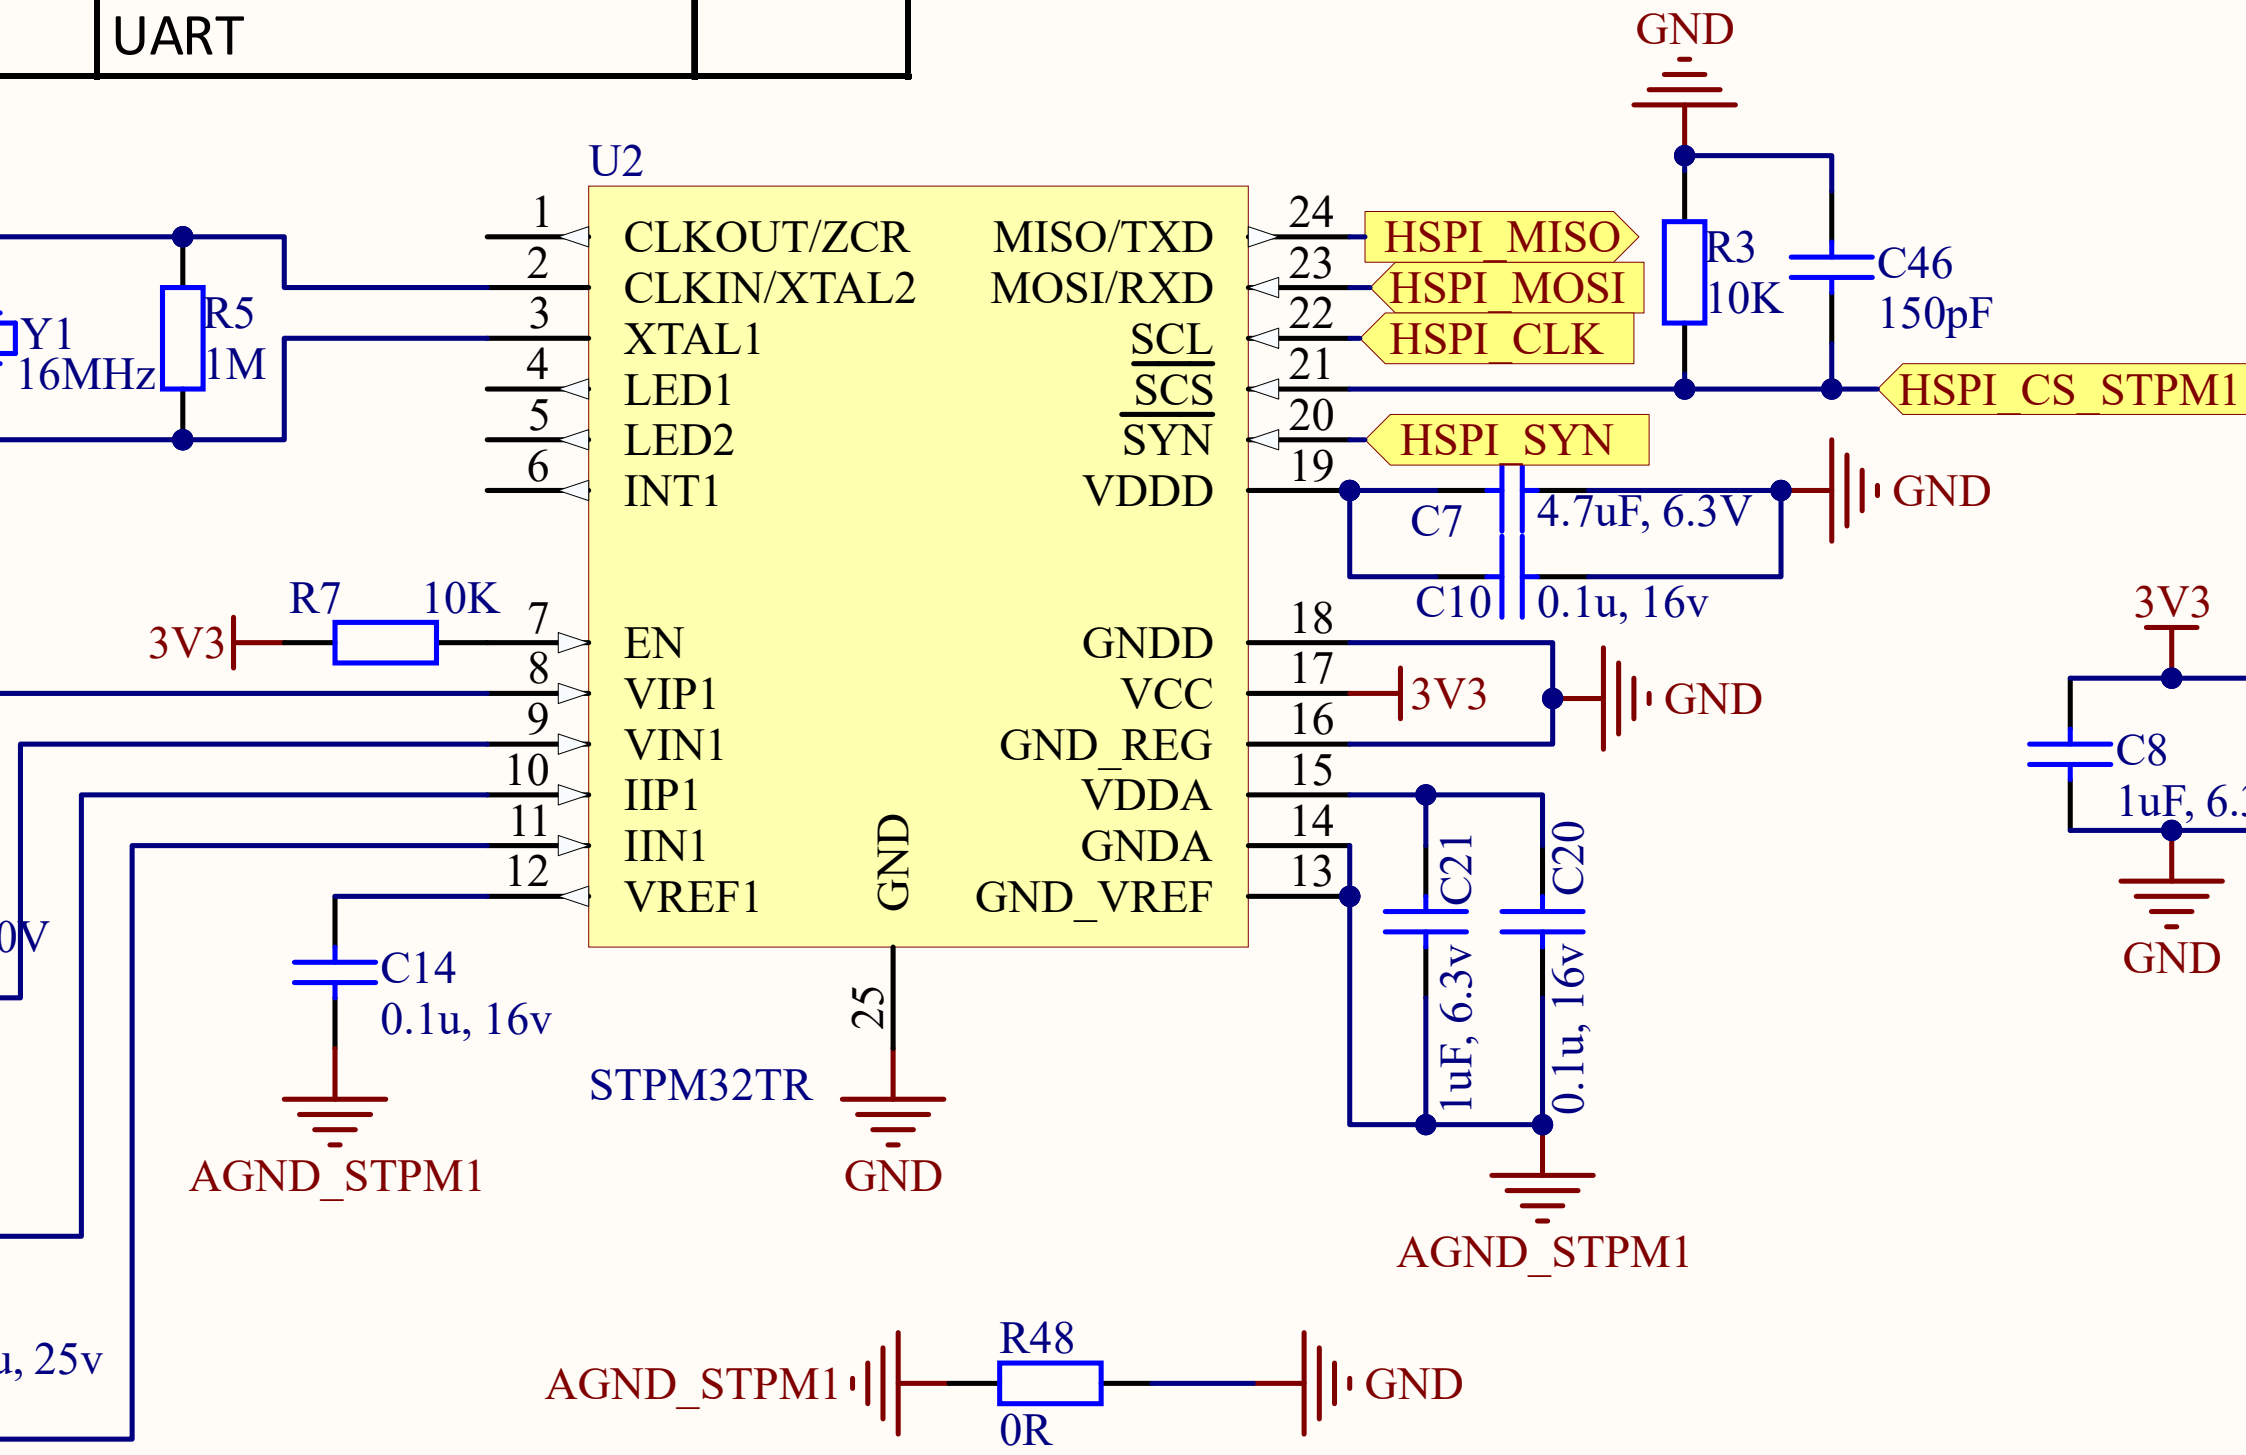 UART
GND
U2
1
CLKOUT/ZCR
MISO/TXD
24
HSPI_MISO
2
CLKIN/XTAL2
MOSI/RXD
23
HSPI_MOSI
R3
10K
C46
150pF
3
XTAL1
SCL
22
HSPI_CLK
R5
1M
Y1
16MHz
4
LED1
SCS
21
HSPI_CS_STPM1
5
LED2
SYN
20
HSPI_SYN
6
INT1
VDDD
19
C7
4.7uF, 6.3V
GND
C10
0.1u, 16v
3V3
R7
10K
7
EN
GNDD
18
8
VIP1
VCC
17
3V3
GND
9
VIN1
GND_REG
16
10
IIP1
VDDA
15
11
IIN1
GNDA
14
12
VREF1
GND_VREF
13
GND
25
3V3
C8
1uF, 6.3
GND
0V
C14
0.1u, 16v
AGND_STPM1
STPM32TR
GND
C21
1uF, 6.3v
C20
0.1u, 16v
AGND_STPM1
u, 25v
AGND_STPM1
R48
0R
GND